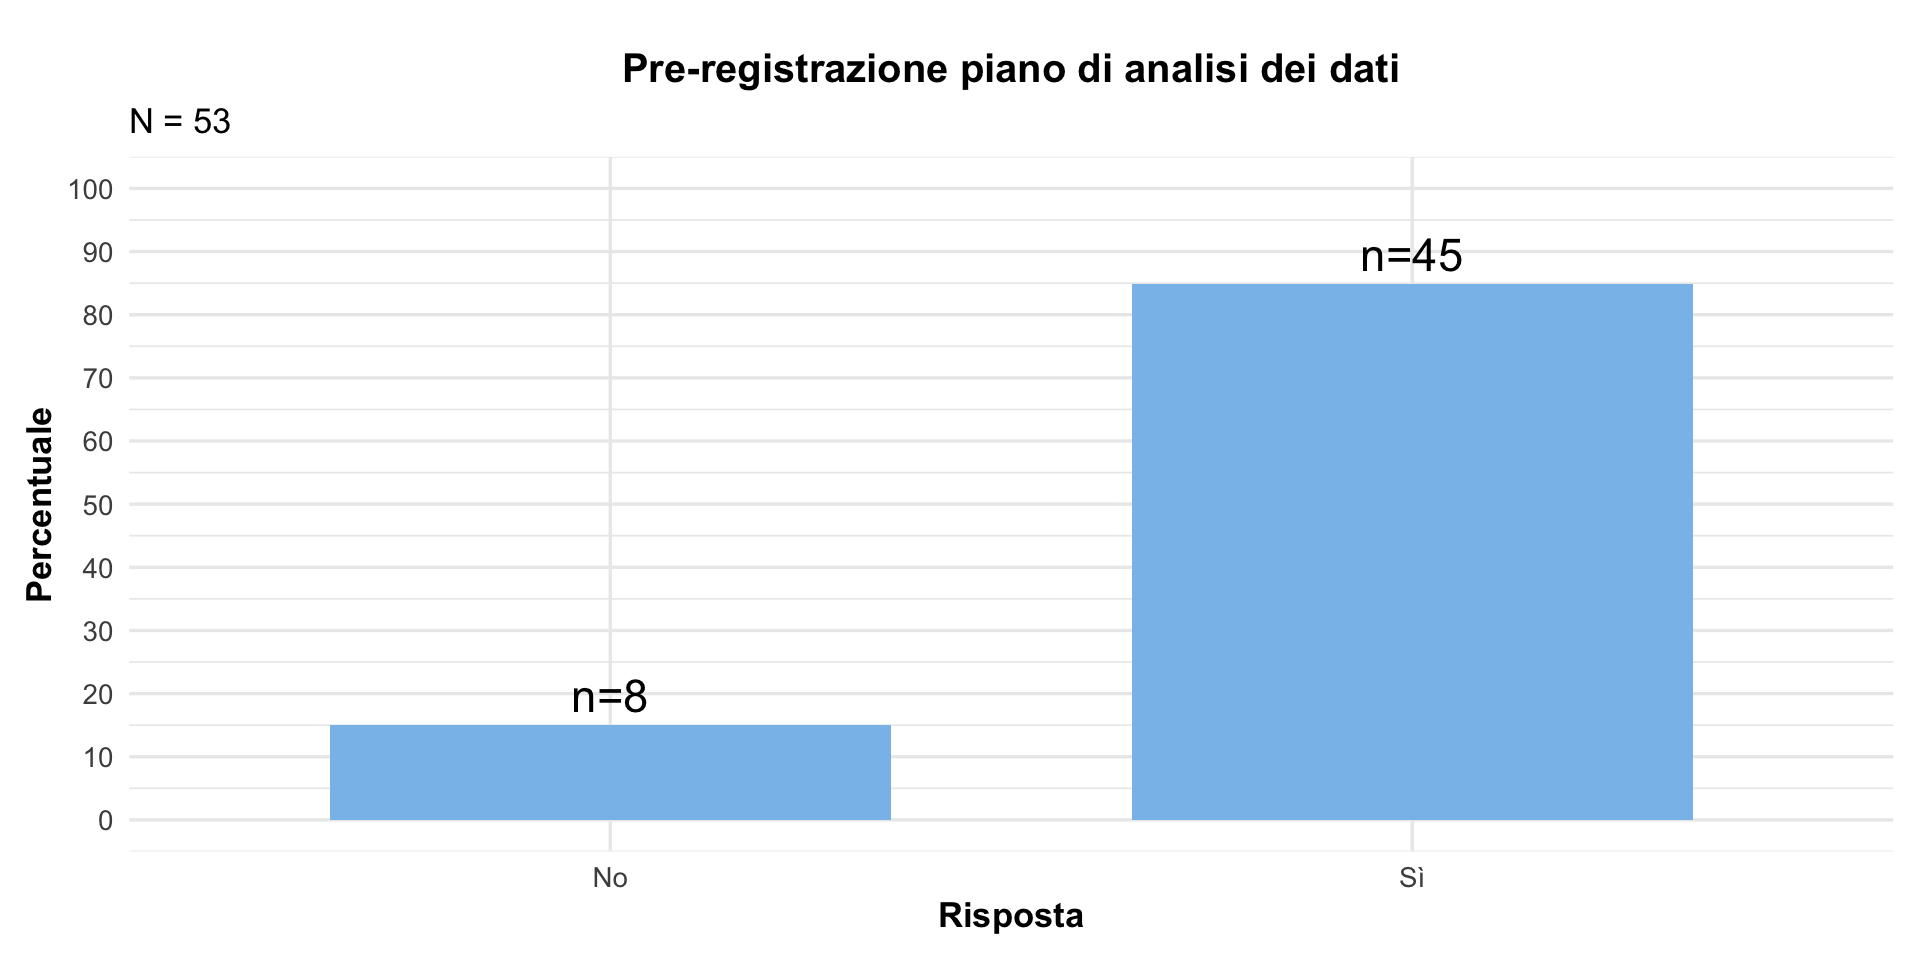 Pre-registrazione piano di analisi dei dati
N = 53
100
90
80
70
60
50
40
30
20
10
0
Percentuale
n=8
n=45
No
Sì
Risposta